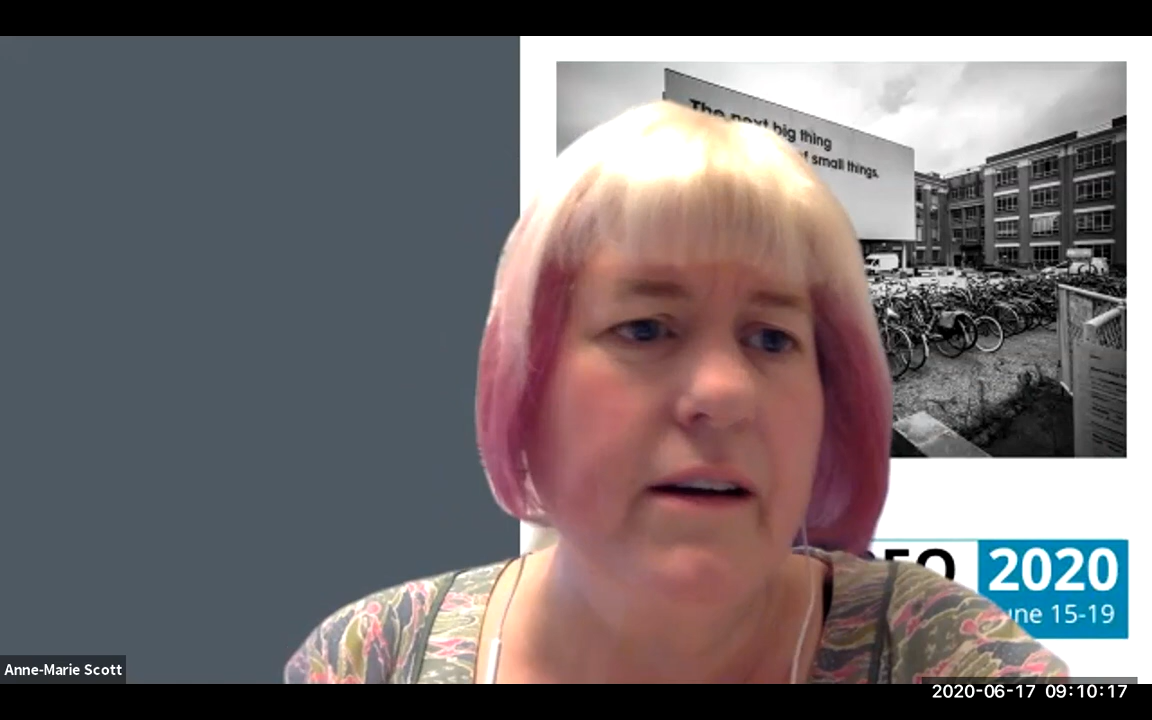 The next big thing
of small things.
2020
June 15-19
Anne-Marie Scott
2020-06-17 09:10:17